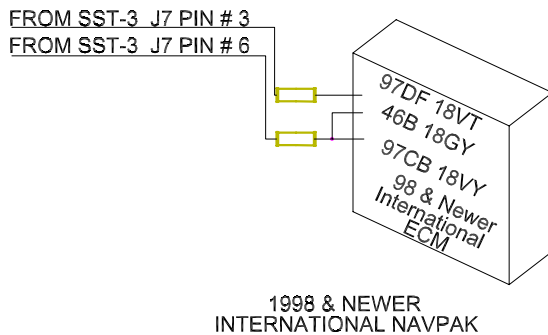 FROM SST-3 J7 PIN # 3
FROM SST-3 J7 PIN # 6
97DF 18VT
46B 18GY
97CB 18VY
98 & Newer
International
ECM
1998 & NEWER
INTERNATIONAL NAVPAK